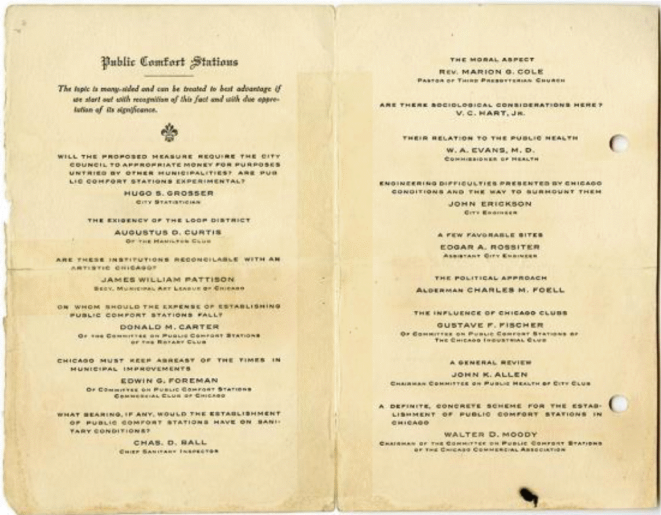 Public Comfort Stations
The topic is many-sided and can be treated to best advantage if
we start out with recognition of this fact and with due appre-
iation of its significance.
WILL THE PROPOSED MEASURE REQUIRE THE CITY
COUNCIL TO APPROPRIATE MONEY FOR PURPOSES
UNTRIED BY OTHER MUNICIPALITIES? ARE PUB
LIC COMFORT STATIONS EXPERIMENTAL?
HUGO S. GROSSER
CITY STATISTICIAN
THE EXIGENCY OF THE LOOP DISTRICT
AUGUSTUS D. CURTIS
OF THE HAMILTON CLUB
ARE THESE INSTITUTIONS RECONCILABLE WITH AN
ARTISTIC CHICAGO?
JAMES WILLIAM PATTISON
SECY. MUNICIPAL ART LEAGUE OF CHICAGO
ON WHOM SHOULD THE EXPENSE OF ESTABLISHING
PUBLIC COMFORT STATIONS FALL?
DONALD M. CARTER
OF THE COMMITTEE ON PUBLIC COMFORT STATIONS
OF THE ROTARY CLUB
CHICAGO MUST KEEP ABREAST OF THE TIMES IN
MUNICIPAL IMPROVEMENTS
EDWIN G. FOREMAN
OF COMMITTEE ON PUBLIC COMFORT STATIONS
COMMERCIAL CLUB OF CHICAGO
WHAT BEARING, IF ANY, WOULD THE ESTABLISHMENT
OF PUBLIC COMFORT STATIONS HAVE ON SANI-
TARY CONDITIONS?
CHAS. D. BALL
CHIEF SANITARY INSPECTOR
THE MORAL ASPECT
REV. MARION G. COLE
PASTOR OF THIRD PRESBYTERIAN CHURCH
ARE THERE SOCIOLOGICAL CONSIDERATIONS HERE?
V. C. HART, JR.
THEIR RELATION TO THE PUBLIC HEALTH
W. A. EVANS, M. D.
COMMISSIONER OF HEALTH
ENGINEERING DIFFICULTIES PRESENTED BY CHICAGO
CONDITIONS AND THE WAY TO SURMOUNT THEM
JOHN ERICKSON
CITY ENGINEER
A FEW FAVORABLE SITES
EDGAR A. ROSSITER
ASSISTANT CITY ENGINEER
THE POLITICAL APPROACH
ALDERMAN CHARLES M. FOELL
THE INFLUENCE OF CHICAGO CLUBS
GUSTAVE F. FISCHER
OF COMMITTEE ON PUBLIC COMFORT STATIONS OF
THE CHICAGO INDUSTRIAL CLUB
A GENERAL REVIEW
JOHN K. ALLEN
CHAIRMAN COMMITTEE ON PUBLIC HEALTH OF CITY CLUB
A DEFINITE, CONCRETE SCHEME FOR THE ESTAB-
LISHMENT OF PUBLIC COMFORT STATIONS IN
CHICAGO
WALTER D. MOODY
CHAIRMAN OF THE COMMITTEE ON PUBLIC COMFORT STATIONS
OF THE CHICAGO COMMERCIAL ASSOCIATION